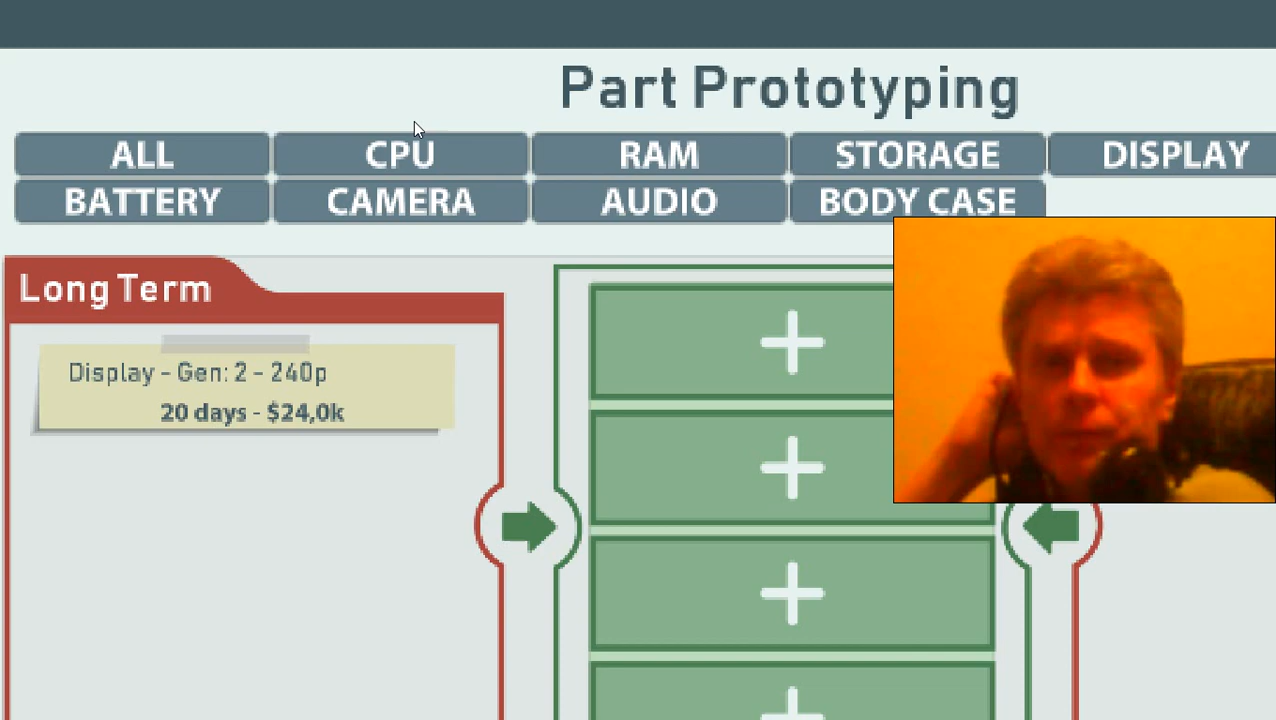 Part Prototyping
ALL CPU RAM STORAGE DISPLAY
BATTERY CAMERA AUDIO BODY CASE
Long Term
Display - Gen: 2 - 240p
20 days - $24,0k